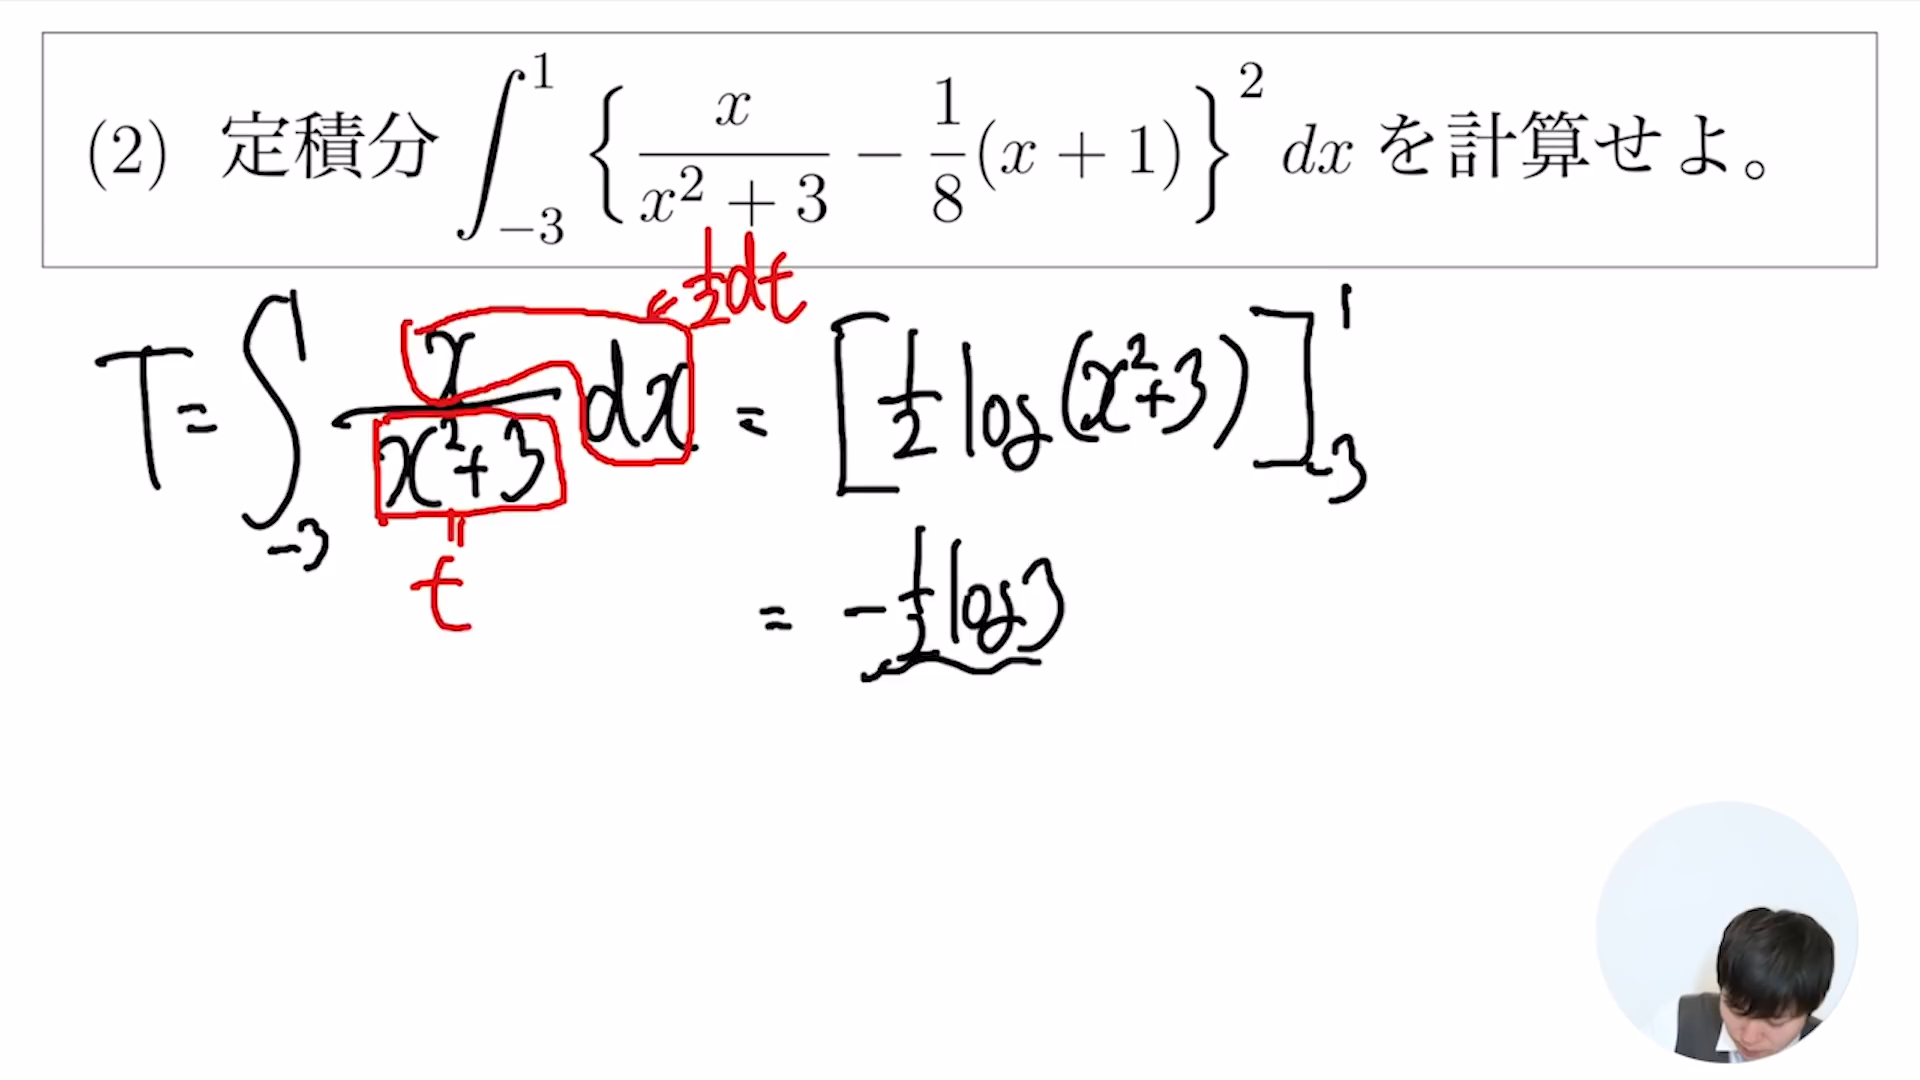 (2) 定積分 ∫_{-3}^{1} { x/(x²+3) − 1/8(x+1) }² dx を計算せよ。
½dt
T = ∫_{-3}^{1} x/(x²+3) dx = [ ½ log(x²+3) ]_{-3}^{1}
t
= −½ log3